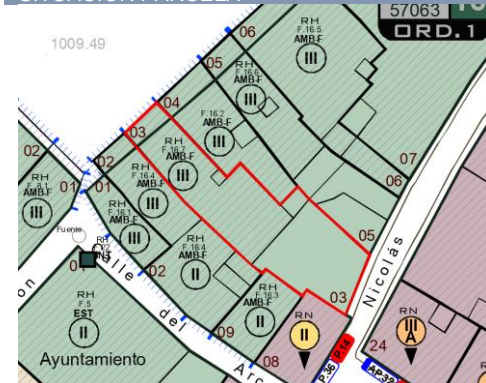 57063
ORD.1
1009.49
06
RH
F.16.5
AMB-F
III
05
RH
F.16.6
AMB-F
III
04
03
F.16.2
AMB-F
III
02
02
RH
F.16.7
AMB-F
III
RH
F.16.4
AMB-F
III
07
06
01
01
RH
F.8.1
AMB-F
III
RH
F.16.1
AMB-F
III
Fuente
RH
05
Calle del Arc
02
RH
F.16.4
AMB-F
II
Nicolás
RH
F.5
EST
II
RH
F.16.3
AMB-F
II
03
RN
II
RN
III
A
09
08
24
Ayuntamiento
P.14
P.36